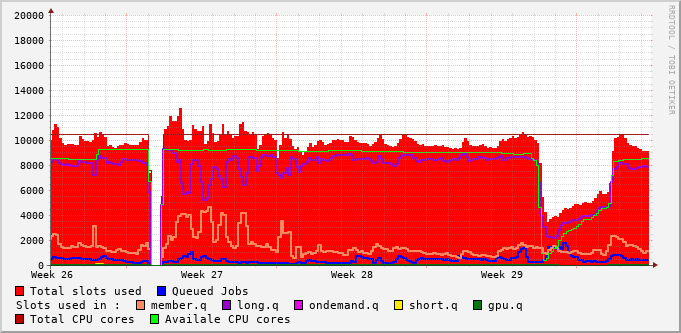 20000
18000
16000
14000
12000
10000
8000
6000
4000
2000
0
Week 26 Week 27 Week 28 Week 29
RRDTOOL / TOBI OETIKER
Total slots used Queued Jobs
Slots used in : member.q long.q ondemand.q short.q gpu.q
Total CPU cores Availale CPU cores